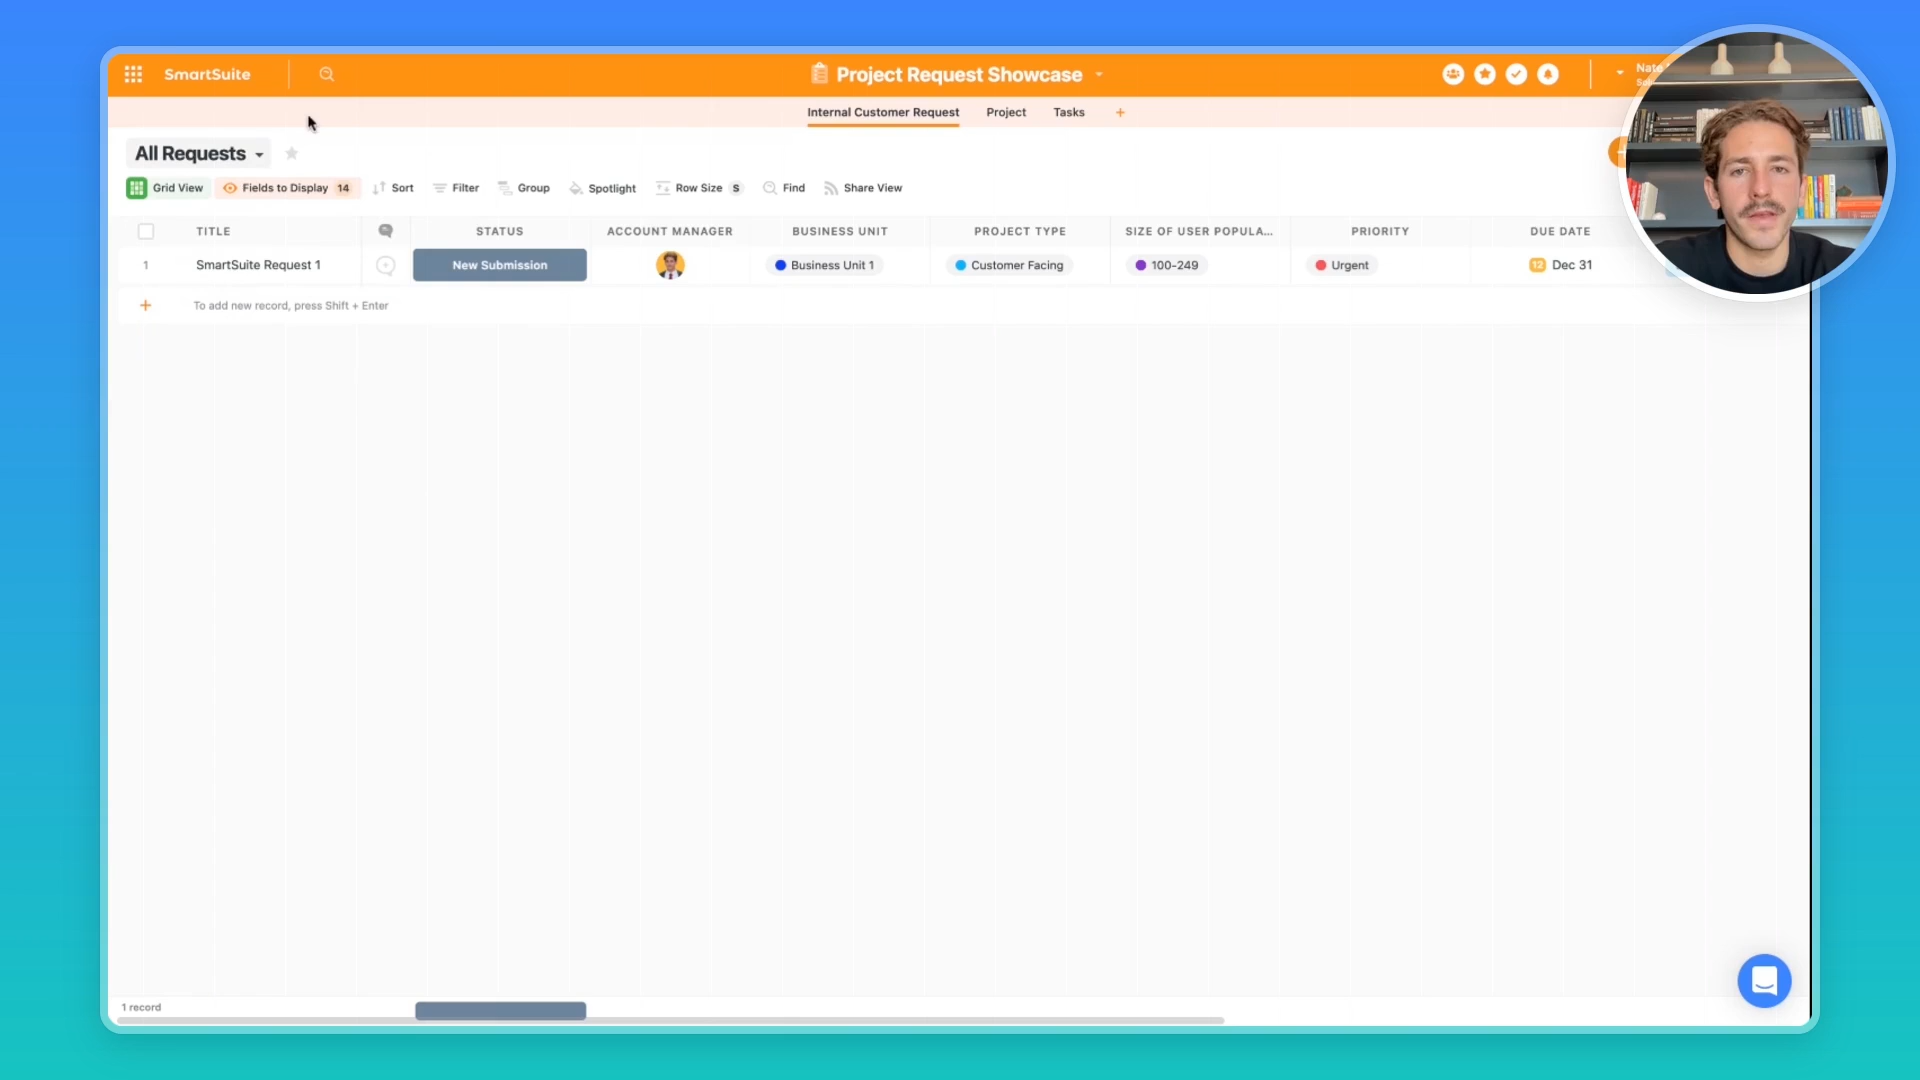 SmartSuite
Project Request Showcase
Nate
Internal Customer Request Project Tasks +
All Requests
Grid View Fields to Display 14 Sort Filter Group Spotlight Row Size S Find Share View
TITLE STATUS ACCOUNT MANAGER BUSINESS UNIT PROJECT TYPE SIZE OF USER POPULA... PRIORITY DUE DATE
1 SmartSuite Request 1 New Submission Business Unit 1 Customer Facing 100-249 Urgent 12 Dec 31
+ To add new record, press Shift + Enter
1 record